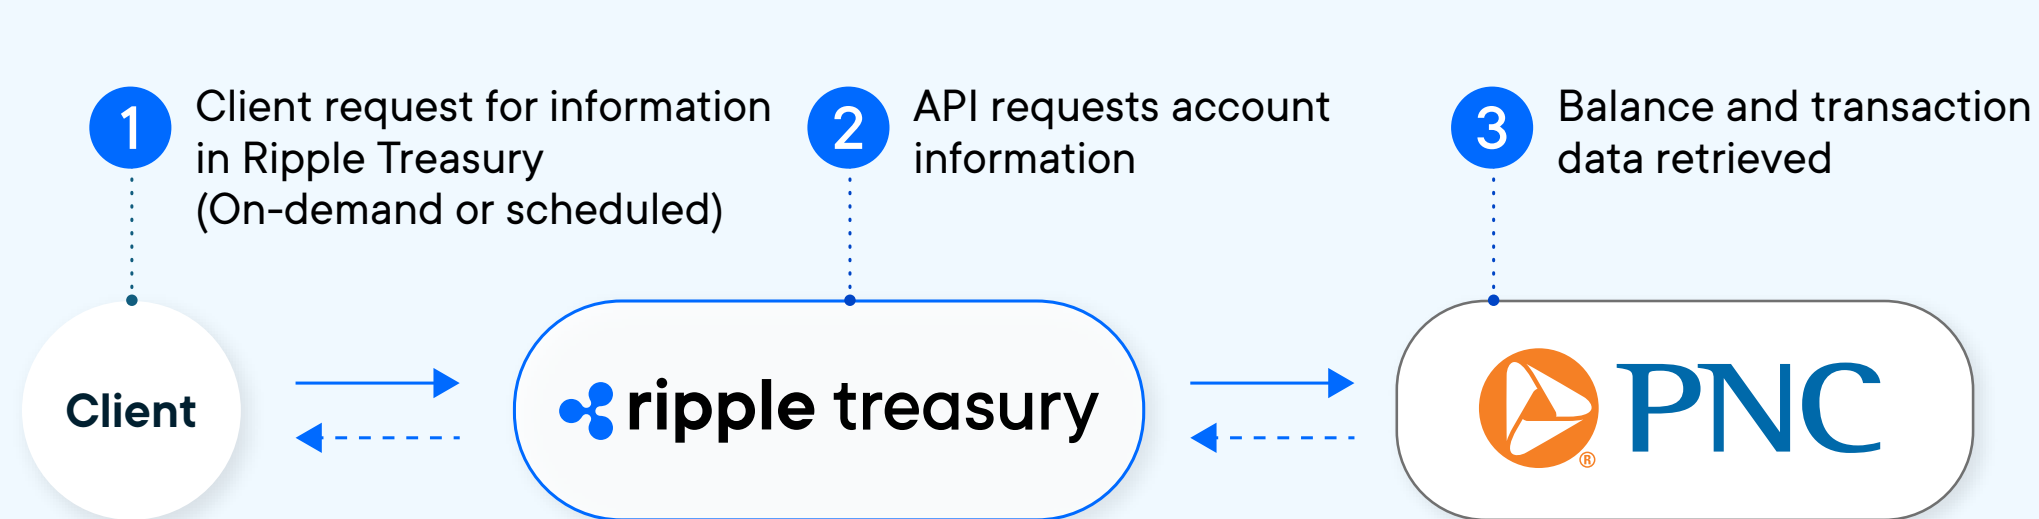 1
Client request for information
in Ripple Treasury
(On-demand or scheduled)
2
API requests account
information
3
Balance and transaction
data retrieved
Client
ripple treasury
PNC
®